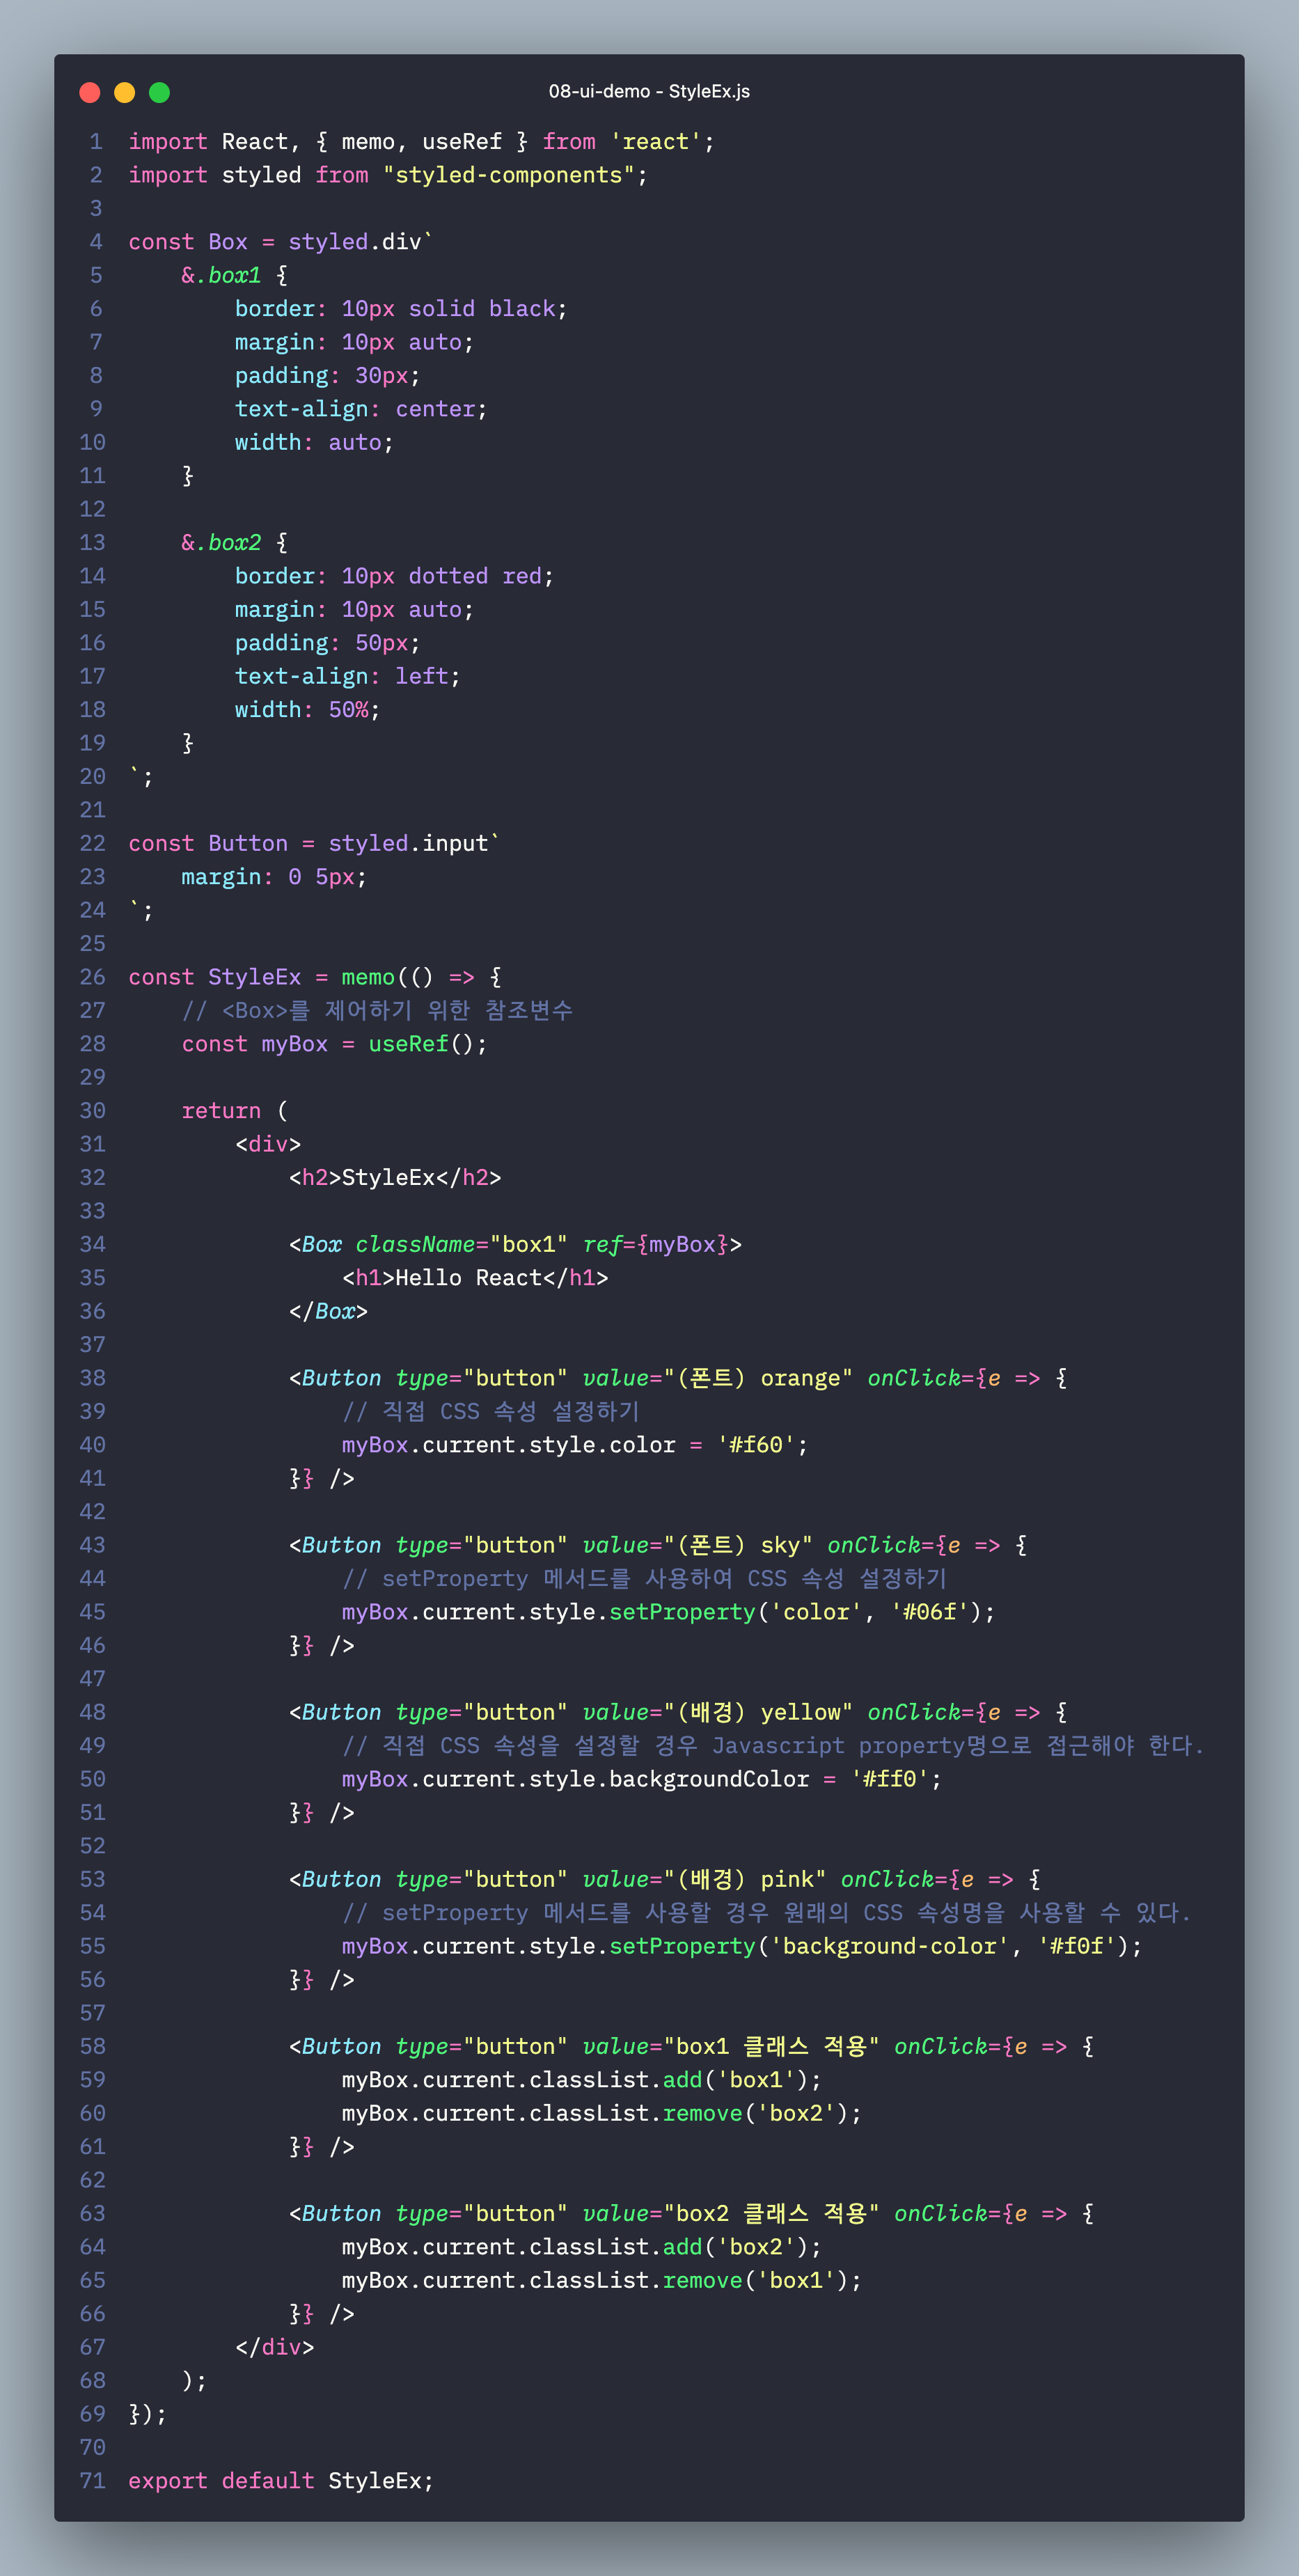 08-ui-demo - StyleEx.js
1 import React, { memo, useRef } from 'react';
2 import styled from "styled-components";
3
4 const Box = styled.div`
5     &.box1 {
6         border: 10px solid black;
7         margin: 10px auto;
8         padding: 30px;
9         text-align: center;
10         width: auto;
11     }
12
13     &.box2 {
14         border: 10px dotted red;
15         margin: 10px auto;
16         padding: 50px;
17         text-align: left;
18         width: 50%;
19     }
20 `;
21
22 const Button = styled.input`
23     margin: 0 5px;
24 `;
25
26 const StyleEx = memo(() => {
27     // <Box>를 제어하기 위한 참조변수
28     const myBox = useRef();
29
30     return (
31         <div>
32             <h2>StyleEx</h2>
33
34             <Box className="box1" ref={myBox}>
35                 <h1>Hello React</h1>
36             </Box>
37
38             <Button type="button" value="(폰트) orange" onClick={e => {
39                 // 직접 CSS 속성 설정하기
40                 myBox.current.style.color = '#f60';
41             }} />
42
43             <Button type="button" value="(폰트) sky" onClick={e => {
44                 // setProperty 메서드를 사용하여 CSS 속성 설정하기
45                 myBox.current.style.setProperty('color', '#06f');
46             }} />
47
48             <Button type="button" value="(배경) yellow" onClick={e => {
49                 // 직접 CSS 속성을 설정할 경우 Javascript property명으로 접근해야 한다.
50                 myBox.current.style.backgroundColor = '#ff0';
51             }} />
52
53             <Button type="button" value="(배경) pink" onClick={e => {
54                 // setProperty 메서드를 사용할 경우 원래의 CSS 속성명을 사용할 수 있다.
55                 myBox.current.style.setProperty('background-color', '#f0f');
56             }} />
57
58             <Button type="button" value="box1 클래스 적용" onClick={e => {
59                 myBox.current.classList.add('box1');
60                 myBox.current.classList.remove('box2');
61             }} />
62
63             <Button type="button" value="box2 클래스 적용" onClick={e => {
64                 myBox.current.classList.add('box2');
65                 myBox.current.classList.remove('box1');
66             }} />
67         </div>
68     );
69 });
70
71 export default StyleEx;